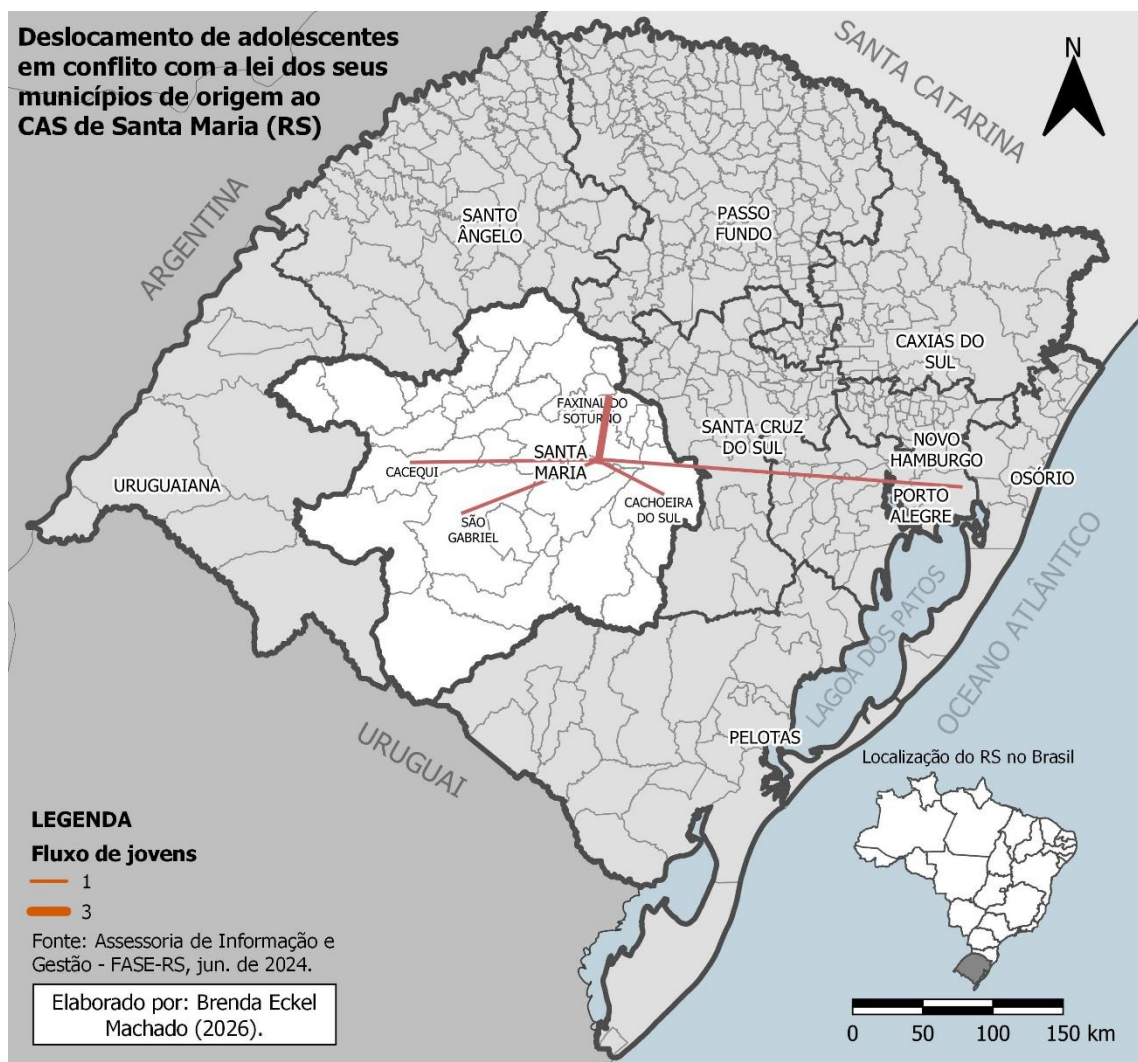 Deslocamento de adolescentes
em conflito com a lei dos seus
municípios de origem ao
CAS de Santa Maria (RS)
SANTA CATARINA
N
ARGENTINA
SANTO
ÂNGELO
PASSO
FUNDO
CAXIAS DO
SUL
FAXINAL DO
SOTURNO
SANTA CRUZ
DO SUL
NOVO
HAMBURGO
SANTA
MARIA
CACEQUI
URUGUAIANA
OSÓRIO
PORTO
ALEGRE
CACHOEIRA
DO SUL
SÃO
GABRIEL
LAGOA DOS PATOS
OCEANO ATLÂNTICO
PELOTAS
URUGUAI
Localização do RS no Brasil
LEGENDA
Fluxo de jovens
1
3
Fonte: Assessoria de Informação e
Gestão - FASE-RS, jun. de 2024.
Elaborado por: Brenda Eckel
Machado (2026).
0 50 100 150 km